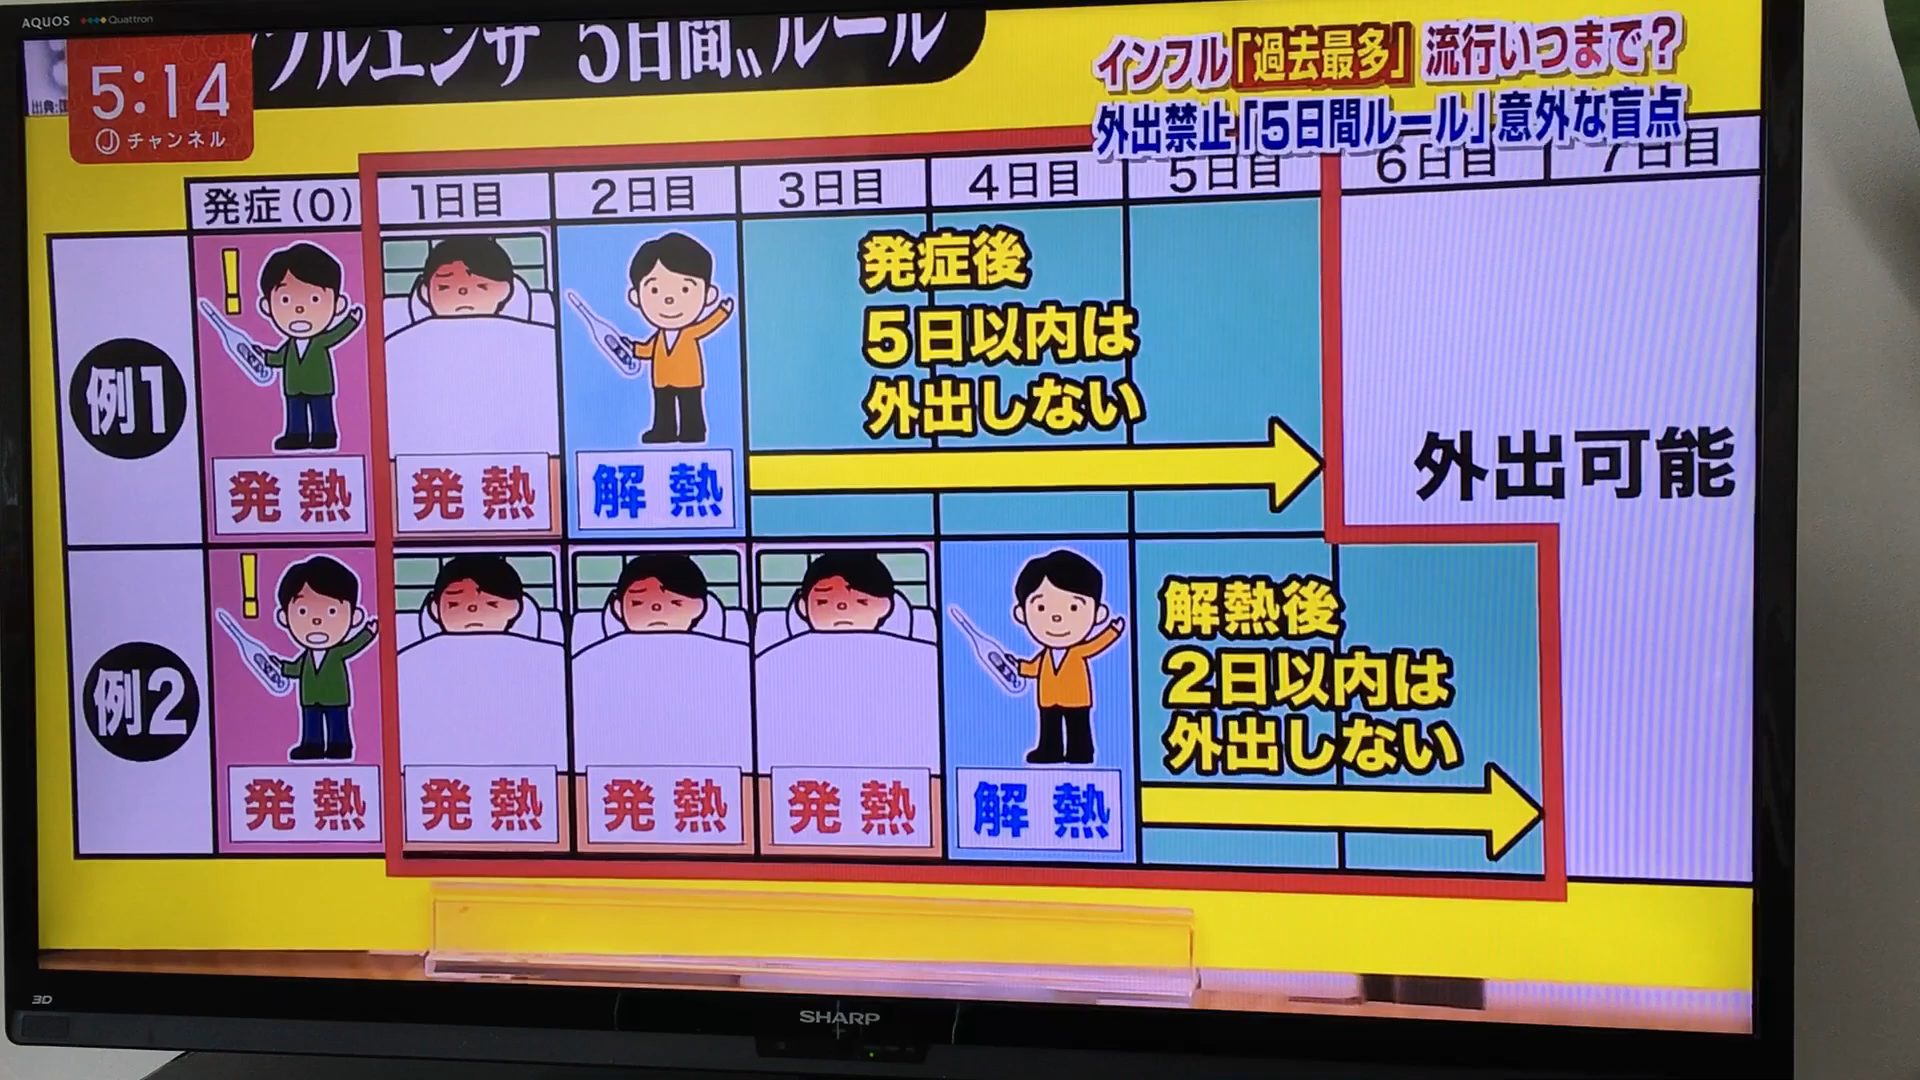 AQUOS Quattron
5:14
Jチャンネル
フルエンザ 5日間〟ルール
インフル「過去最多」流行いつまで?
外出禁止「5日間ルール」意外な盲点
発症(0) 1日目 2日目 3日目 4日目 5日目 6日目 7日目
例1
発症後
5日以内は
外出しない
発熱 発熱 解熱
外出可能
例2
解熱後
2日以内は
外出しない
発熱 発熱 発熱 発熱 解熱
3D
SHARP